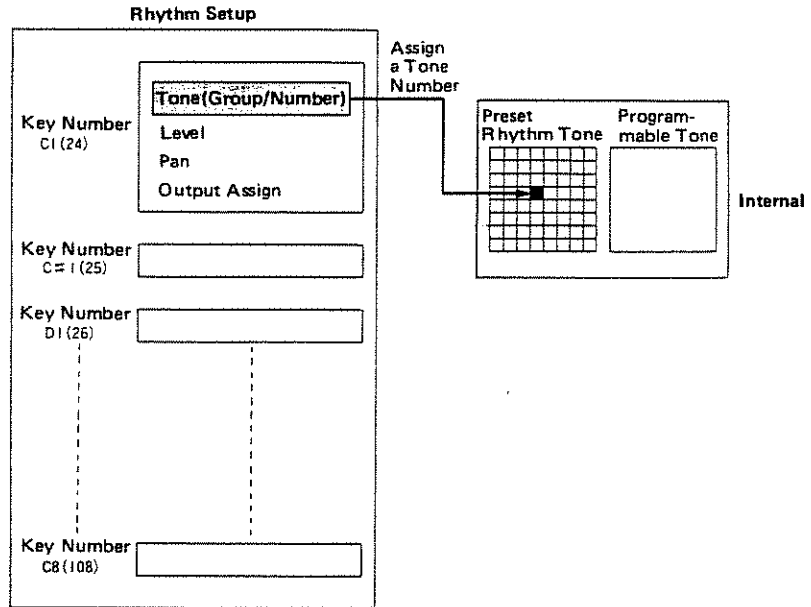 Rhythm Setup
Assign
a Tone
Number
Tone(Group/Number)
Key Number
C1(24)
Level
Pan
Output Assign
Preset
Rhythm Tone
Program-
mable Tone
Internal
Key Number
C#1(25)
Key Number
D1(26)
Key Number
C8(108)